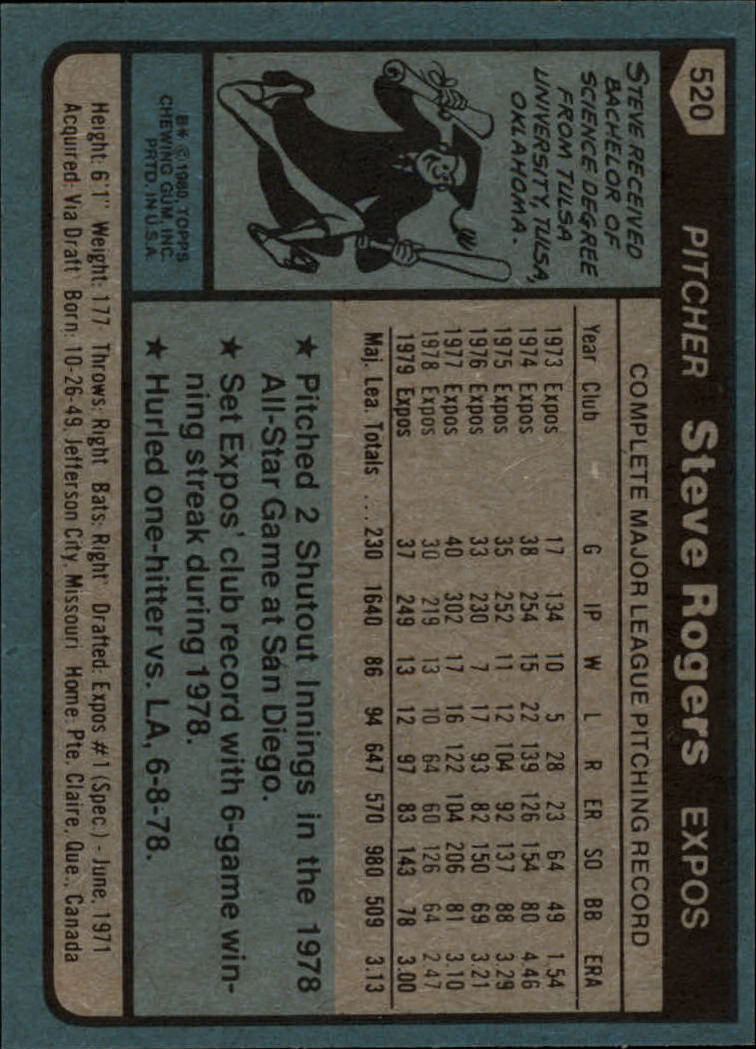 520
PITCHER Steve Rogers EXPOS
STEVE RECEIVED
BACHELOR OF
SCIENCE DEGREE
FROM TULSA
UNIVERSITY, TULSA,
OKLAHOMA.
B* © 1980, TOPPS
CHEWING GUM, INC.
PRTD. IN U.S.A.
COMPLETE MAJOR LEAGUE PITCHING RECORD
Year Club G IP W L R ER SO BB ERA
1973 Expos 17 134 10 5 28 23 64 49 1.54
1974 Expos 38 254 15 22 139 126 154 80 4.46
1975 Expos 35 252 11 12 104 92 137 88 3.29
1976 Expos 33 230 7 17 93 82 150 69 3.21
1977 Expos 40 302 17 16 122 104 206 81 3.10
1978 Expos 30 219 13 10 64 60 126 64 2.47
1979 Expos 37 249 13 12 97 83 143 78 3.00
Maj. Lea. Totals ... 230 1640 86 94 647 570 980 509 3.13
★ Pitched 2 Shutout Innings in the 1978
All-Star Game at San Diego.
★ Set Expos' club record with 6-game win-
ning streak during 1978.
★ Hurled one-hitter vs. LA, 6-8-78.
Height: 6'1" Weight: 177 Throws: Right Bats: Right Drafted: Expos #1 (Spec.) - June, 1971
Acquired: Via Draft Born: 10-26-49, Jefferson City, Missouri Home: Pte. Claire, Que., Canada